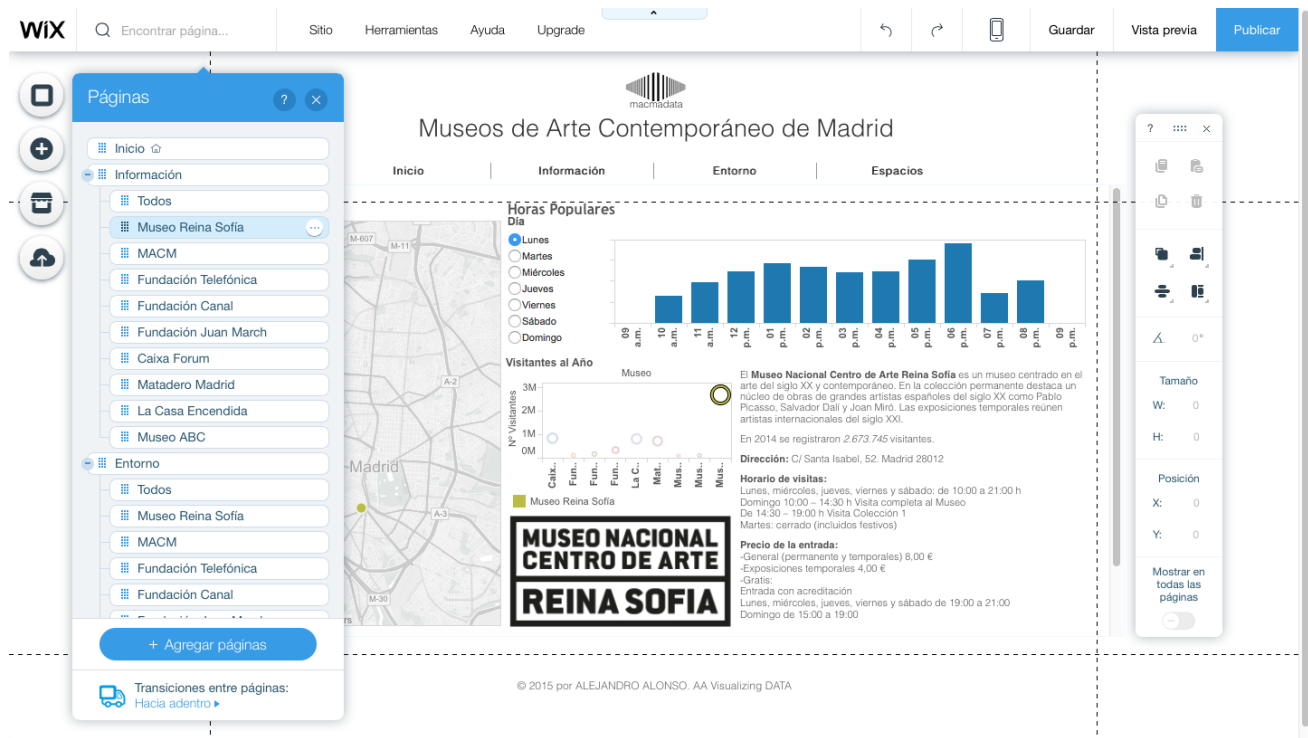 WiX
Encontrar página...
Sitio
Herramientas
Ayuda
Upgrade
Guardar
Vista previa
Publicar
Páginas
?
Inicio
Información
Todos
Museo Reina Sofía
MACM
Fundación Telefónica
Fundación Canal
Fundación Juan March
Caixa Forum
Matadero Madrid
La Casa Encendida
Museo ABC
Entorno
Todos
Museo Reina Sofía
MACM
Fundación Telefónica
Fundación Canal
+ Agregar páginas
Transiciones entre páginas:
Hacia adentro
macmadata
Museos de Arte Contemporáneo de Madrid
Inicio
Información
Entorno
Espacios
M-607
M-11
A-2
Madrid
A-3
M-30
Horas Populares
Día
Lunes
Martes
Miércoles
Jueves
Viernes
Sábado
Domingo
09 a.m.
10 a.m.
11 a.m.
12 p.m.
01 p.m.
02 p.m.
03 p.m.
04 p.m.
05 p.m.
06 p.m.
07 p.m.
08 p.m.
09 p.m.
Visitantes al Año
Museo
Nº Visitantes
3M
2M
1M
0M
Caix..
Fun..
Fun..
Fun..
La C..
Mat..
Mus..
Mus..
Mus..
Museo Reina Sofía
MUSEO NACIONAL
CENTRO DE ARTE
REINA SOFIA
El Museo Nacional Centro de Arte Reina Sofía es un museo centrado en el
arte del siglo XX y contemporáneo. En la colección permanente destaca un
núcleo de obras de grandes artistas españoles del siglo XX como Pablo
Picasso, Salvador Dalí y Joan Miró. Las exposiciones temporales reúnen
artistas internacionales del siglo XXI.
En 2014 se registraron 2.673.745 visitantes.
Dirección: C/ Santa Isabel, 52. Madrid 28012
Horario de visitas:
Lunes, miércoles, jueves, viernes y sábado: de 10:00 a 21:00 h
Domingo 10:00 – 14:30 h Visita completa al Museo
De 14:30 – 19:00 h Visita Colección 1
Martes: cerrado (incluidos festivos)
Precio de la entrada:
-General (permanente y temporales) 8,00 €
-Exposiciones temporales 4,00 €
-Gratis:
Entrada con acreditación
Lunes, miércoles, jueves, viernes y sábado de 19:00 a 21:00
Domingo de 15:00 a 19:00
© 2015 por ALEJANDRO ALONSO. AA Visualizing DATA
?
0°
Tamaño
W: 0
H: 0
Posición
X: 0
Y: 0
Mostrar en
todas las
páginas